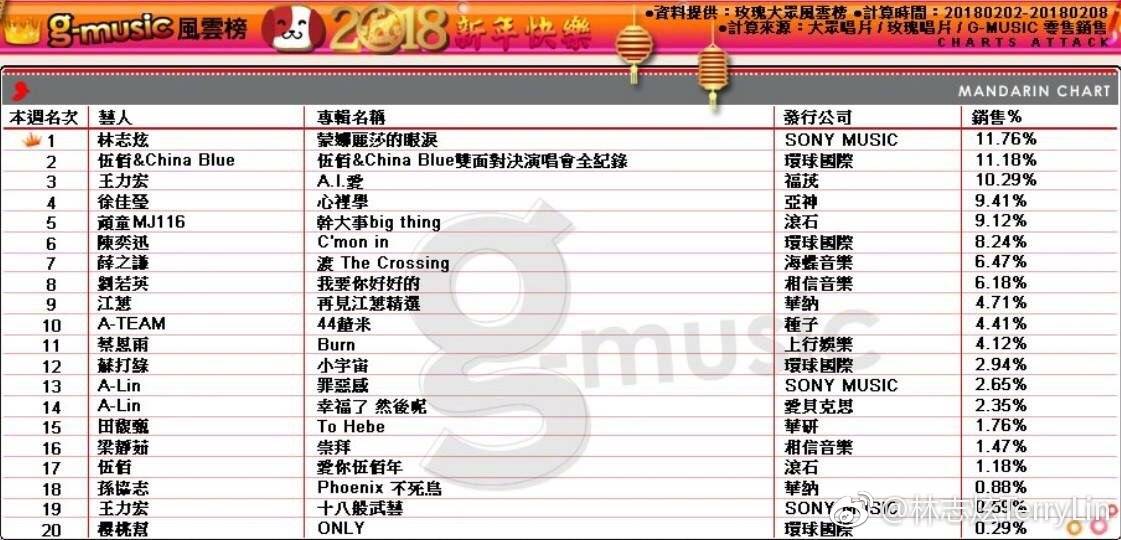 g-music 風雲榜 2018 新年快樂
●資料提供：玫瑰大眾風雲榜 ●計算時間：20180202-20180208
●計算來源：大眾唱片/玫瑰唱片/G-MUSIC 零售銷售
CHARTS ATTACK
MANDARIN CHART
本週名次 藝人 專輯名稱 發行公司 銷售%
1 林志炫 蒙娜麗莎的眼淚 SONY MUSIC 11.76%
2 伍佰&China Blue 伍佰&China Blue雙面對決演唱會全紀錄 環球國際 11.18%
3 王力宏 A.I.愛 福茂 10.29%
4 徐佳瑩 心裡學 亞神 9.41%
5 頑童MJ116 幹大事big thing 滾石 9.12%
6 陳奕迅 C'mon in 環球國際 8.24%
7 薛之謙 渡 The Crossing 海蝶音樂 6.47%
8 劉若英 我要你好好的 相信音樂 6.18%
9 江蕙 再見江蕙精選 華納 4.71%
10 A-TEAM 44釐米 種子 4.41%
11 蔡恩雨 Burn 上行娛樂 4.12%
12 蘇打綠 小宇宙 環球國際 2.94%
13 A-Lin 罪惡感 SONY MUSIC 2.65%
14 A-Lin 幸福了 然後呢 愛貝克思 2.35%
15 田馥甄 To Hebe 華研 1.76%
16 梁靜茹 崇拜 相信音樂 1.47%
17 伍佰 愛你伍佰年 滾石 1.18%
18 孫協志 Phoenix 不死鳥 華納 0.88%
19 王力宏 十八般武藝 SONY MUSIC 0.59%
20 櫻桃幫 ONLY 環球國際 0.29%
g-music
@林志炫TerryLin